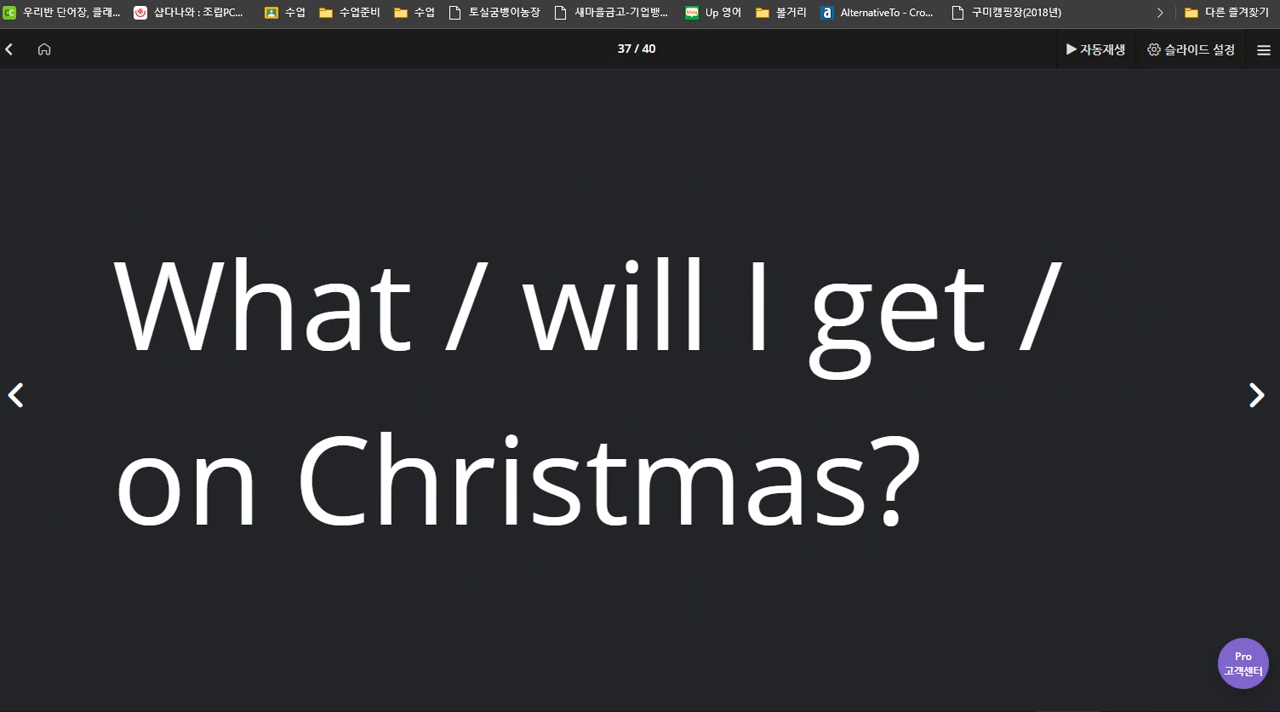 우리반 단어장, 클래... 샵다나와 : 조립PC... 수업 수업준비 수업 토실굼벵이농장 새마을금고-기업뱅... Up 영어 볼거리 AlternativeTo - Cro... 구미캠핑장(2018년) 다른 즐겨찾기
37 / 40 자동재생 슬라이드 설정
What / will I get /
on Christmas?
Pro
고객센터